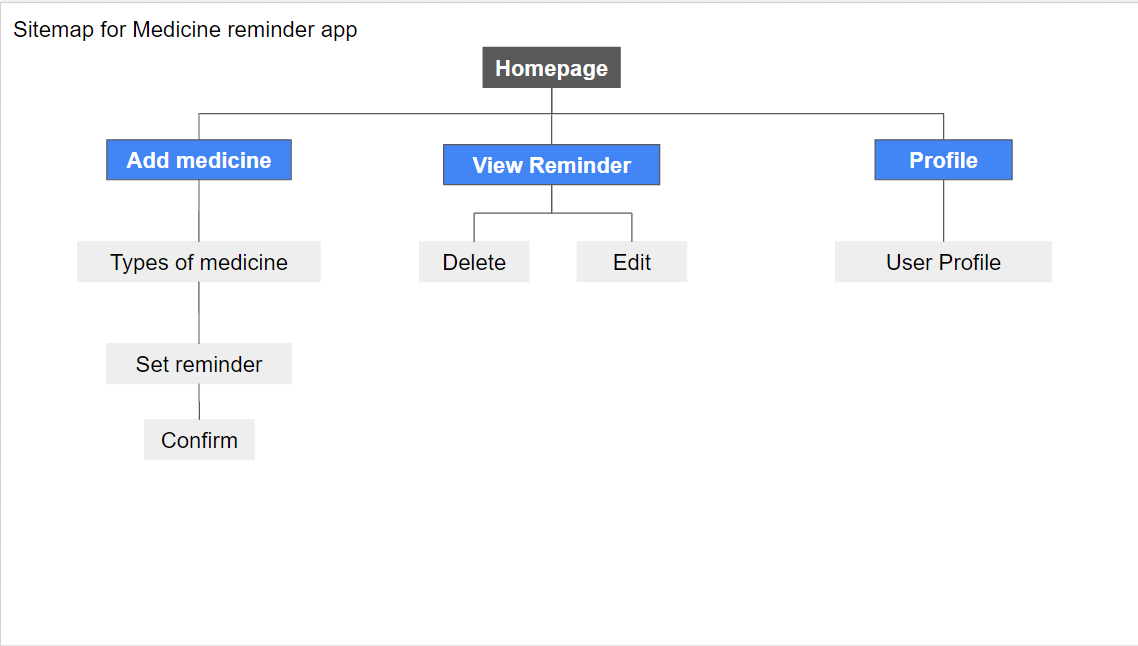 Sitemap for Medicine reminder app
Homepage
Add medicine
View Reminder
Profile
Types of medicine
Delete
Edit
User Profile
Set reminder
Confirm